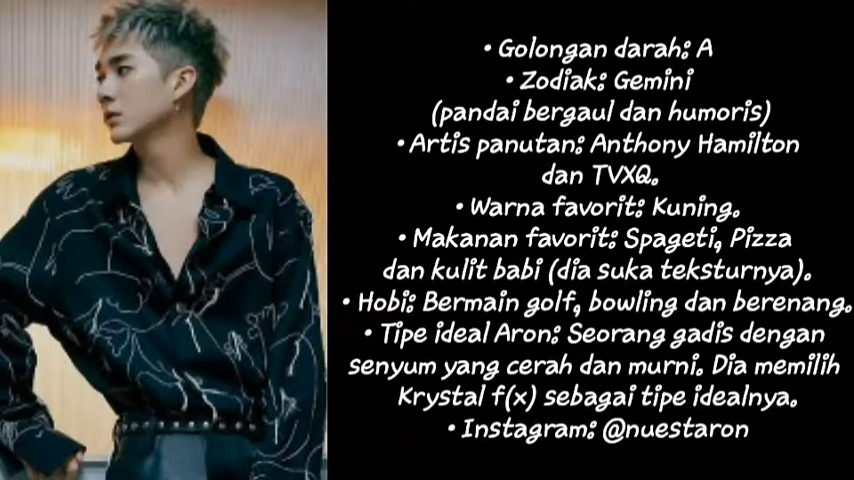 • Golongan darah: A
• Zodiak: Gemini
(pandai bergaul dan humoris)
• Artis panutan: Anthony Hamilton
dan TVXQ.
• Warna favorit: Kuning.
• Makanan favorit: Spageti, Pizza
dan kulit babi (dia suka teksturnya).
• Hobi: Bermain golf, bowling dan berenang.
• Tipe ideal Aron: Seorang gadis dengan
senyum yang cerah dan murni. Dia memilih
Krystal f(x) sebagai tipe idealnya.
• Instagram: @nuestaron